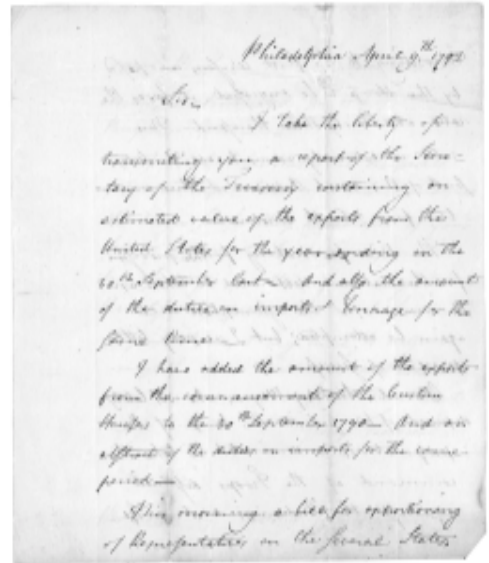 Philadelphia April 9th 1792
Sir,
I take the liberty of
transmitting you a report of the Secre-
tary of the Treasury containing an
estimated value of the exports from the
United States for the year ending on the
30th September last— And also the amount
of the duties on imports & tonnage for the
same time
I have added the amount of the exports
from the commencement of the Custom
Houses to the 30th September 1790— And an
abstract of the duties on imports for the same
period—
This morning a bill for apportioning
of Representatives on the several States